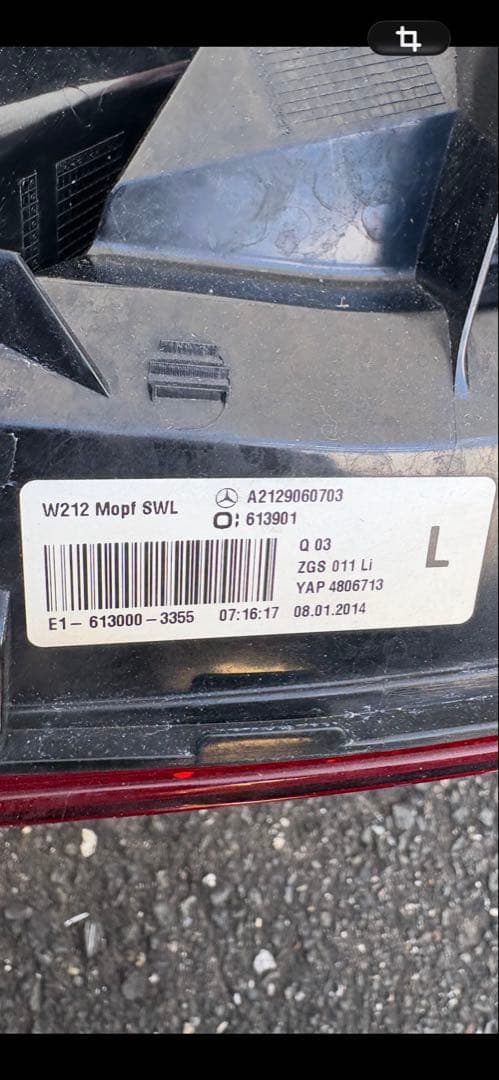 W212 Mopf SWL
A2129060703
O; 613901
Q 03
ZGS 011 Li
YAP 4806713
L
E1-613000-3355 07:16:17 08.01.2014